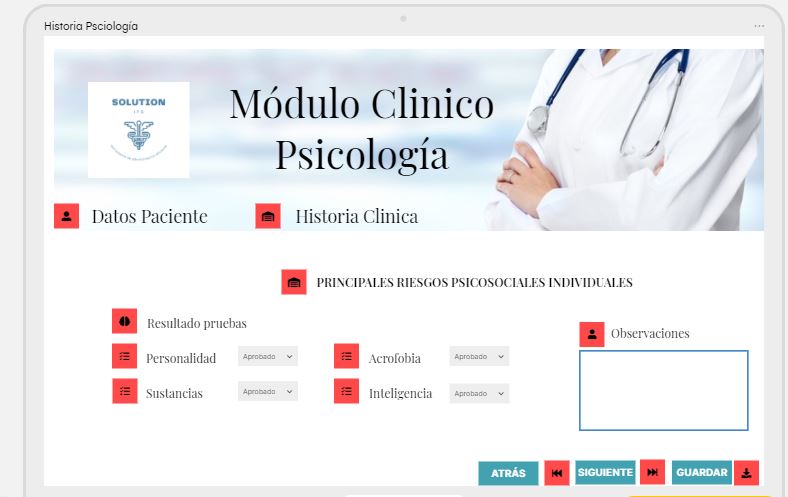 Historia Psciología
SOLUTION
Módulo Clinico
Psicología
Datos Paciente
Historia Clinica
PRINCIPALES RIESGOS PSICOSOCIALES INDIVIDUALES
Resultado pruebas
Observaciones
Personalidad
Aprobado
Acrofobia
Aprobado
Sustancias
Aprobado
Inteligencia
Aprobado
ATRÁS
SIGUIENTE
GUARDAR